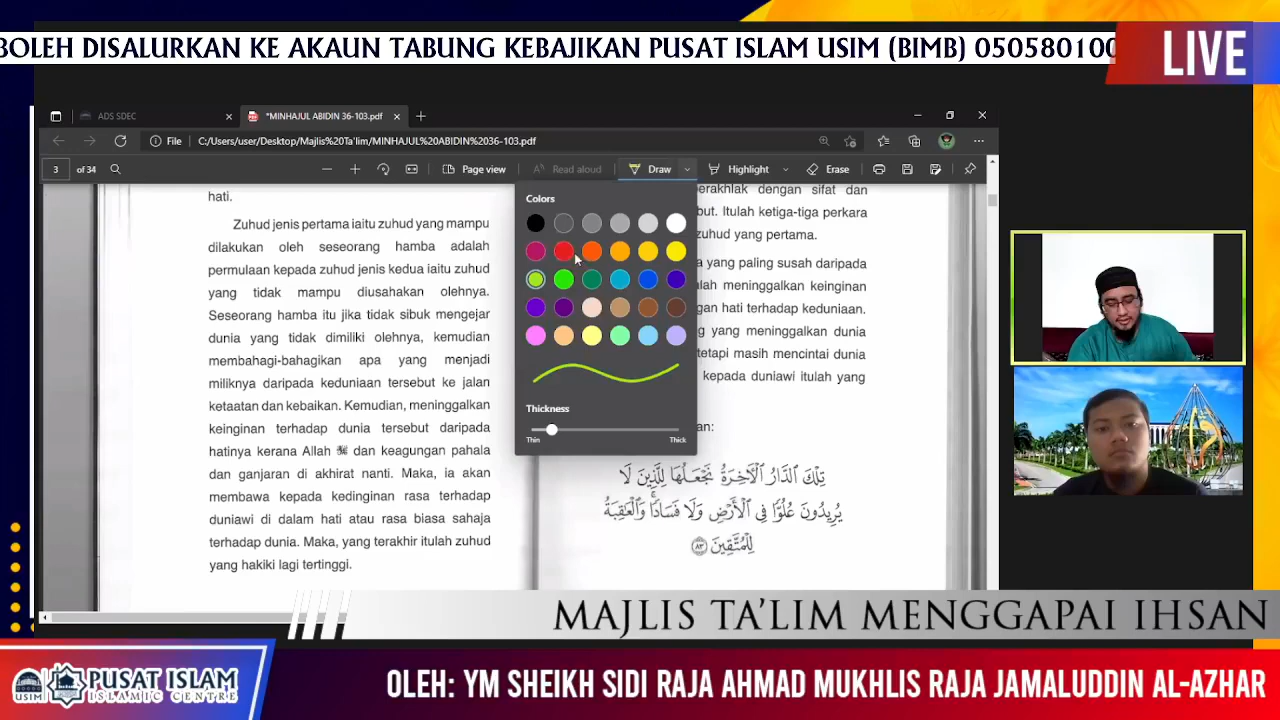 BOLEH DISALURKAN KE AKAUN TABUNG KEBAJIKAN PUSAT ISLAM USIM (BIMB) 050580100
LIVE
ADS SDEC
*MINHAJUL ABIDIN 36-103.pdf
File
C:/Users/user/Desktop/Majlis%20Ta'lim/MINHAJUL%20ABIDIN%2036-103.pdf
3 of 34
Page view
Read aloud
Draw
Highlight
Erase
hati.
Zuhud jenis pertama iaitu zuhud yang mampu
dilakukan oleh seseorang hamba adalah
permulaan kepada zuhud jenis kedua iaitu zuhud
yang tidak mampu diusahakan olehnya.
Seseorang hamba itu jika tidak sibuk mengejar
dunia yang tidak dimiliki olehnya, kemudian
membahagi-bahagikan apa yang menjadi
miliknya daripada keduniaan tersebut ke jalan
ketaatan dan kebaikan. Kemudian, meninggalkan
keinginan terhadap dunia tersebut daripada
hatinya kerana Allah ﷻ dan keagungan pahala
dan ganjaran di akhirat nanti. Maka, ia akan
membawa kepada kedinginan rasa terhadap
duniawi di dalam hati atau rasa biasa sahaja
terhadap dunia. Maka, yang terakhir itulah zuhud
yang hakiki lagi tertinggi.
Colors
Thickness
Thin
Thick
berakhlak dengan sifat dan
but. Itulah ketiga-tiga perkara
zuhud yang pertama.
a yang paling susah daripada
lah meninggalkan keinginan
gan hati terhadap keduniaan.
g yang meninggalkan dunia
tetapi masih mencintai dunia
kepada duniawi itulah yang
an:
تِلْكَ الدَّارُ الْآخِرَةُ نَجْعَلُهَا لِلَّذِينَ لَا
يُرِيدُونَ عُلُوًّا فِي الْأَرْضِ وَلَا فَسَادًا ۚ وَالْعَاقِبَةُ
لِلْمُتَّقِينَ ٨٣
MAJLIS TA'LIM MENGGAPAI IHSAN
USIM
PUSAT ISLAM
ISLAMIC CENTRE
OLEH: YM SHEIKH SIDI RAJA AHMAD MUKHLIS RAJA JAMALUDDIN AL-AZHAR